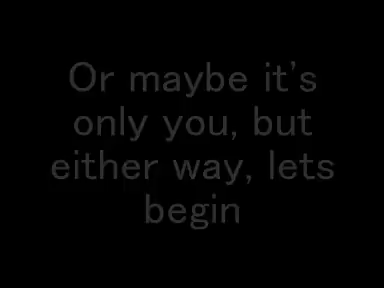 Or maybe it's
only you, but
either way, lets
begin